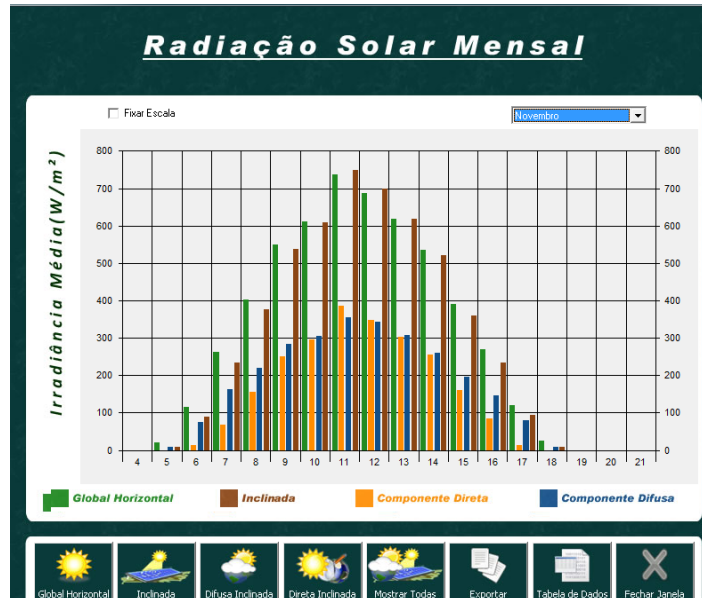 Radiação Solar Mensal
Fixar Escala
Novembro
Irradiância Média(W/m²)
800 800
700 700
600 600
500 500
400 400
300 300
200 200
100 100
0 0
4 5 6 7 8 9 10 11 12 13 14 15 16 17 18 19 20 21
Global Horizontal Inclinada Componente Direta Componente Difusa
Global Horizontal Inclinada Difusa Inclinada Direta Inclinada Mostrar Todas Exportar Tabela de Dados Fechar Janela